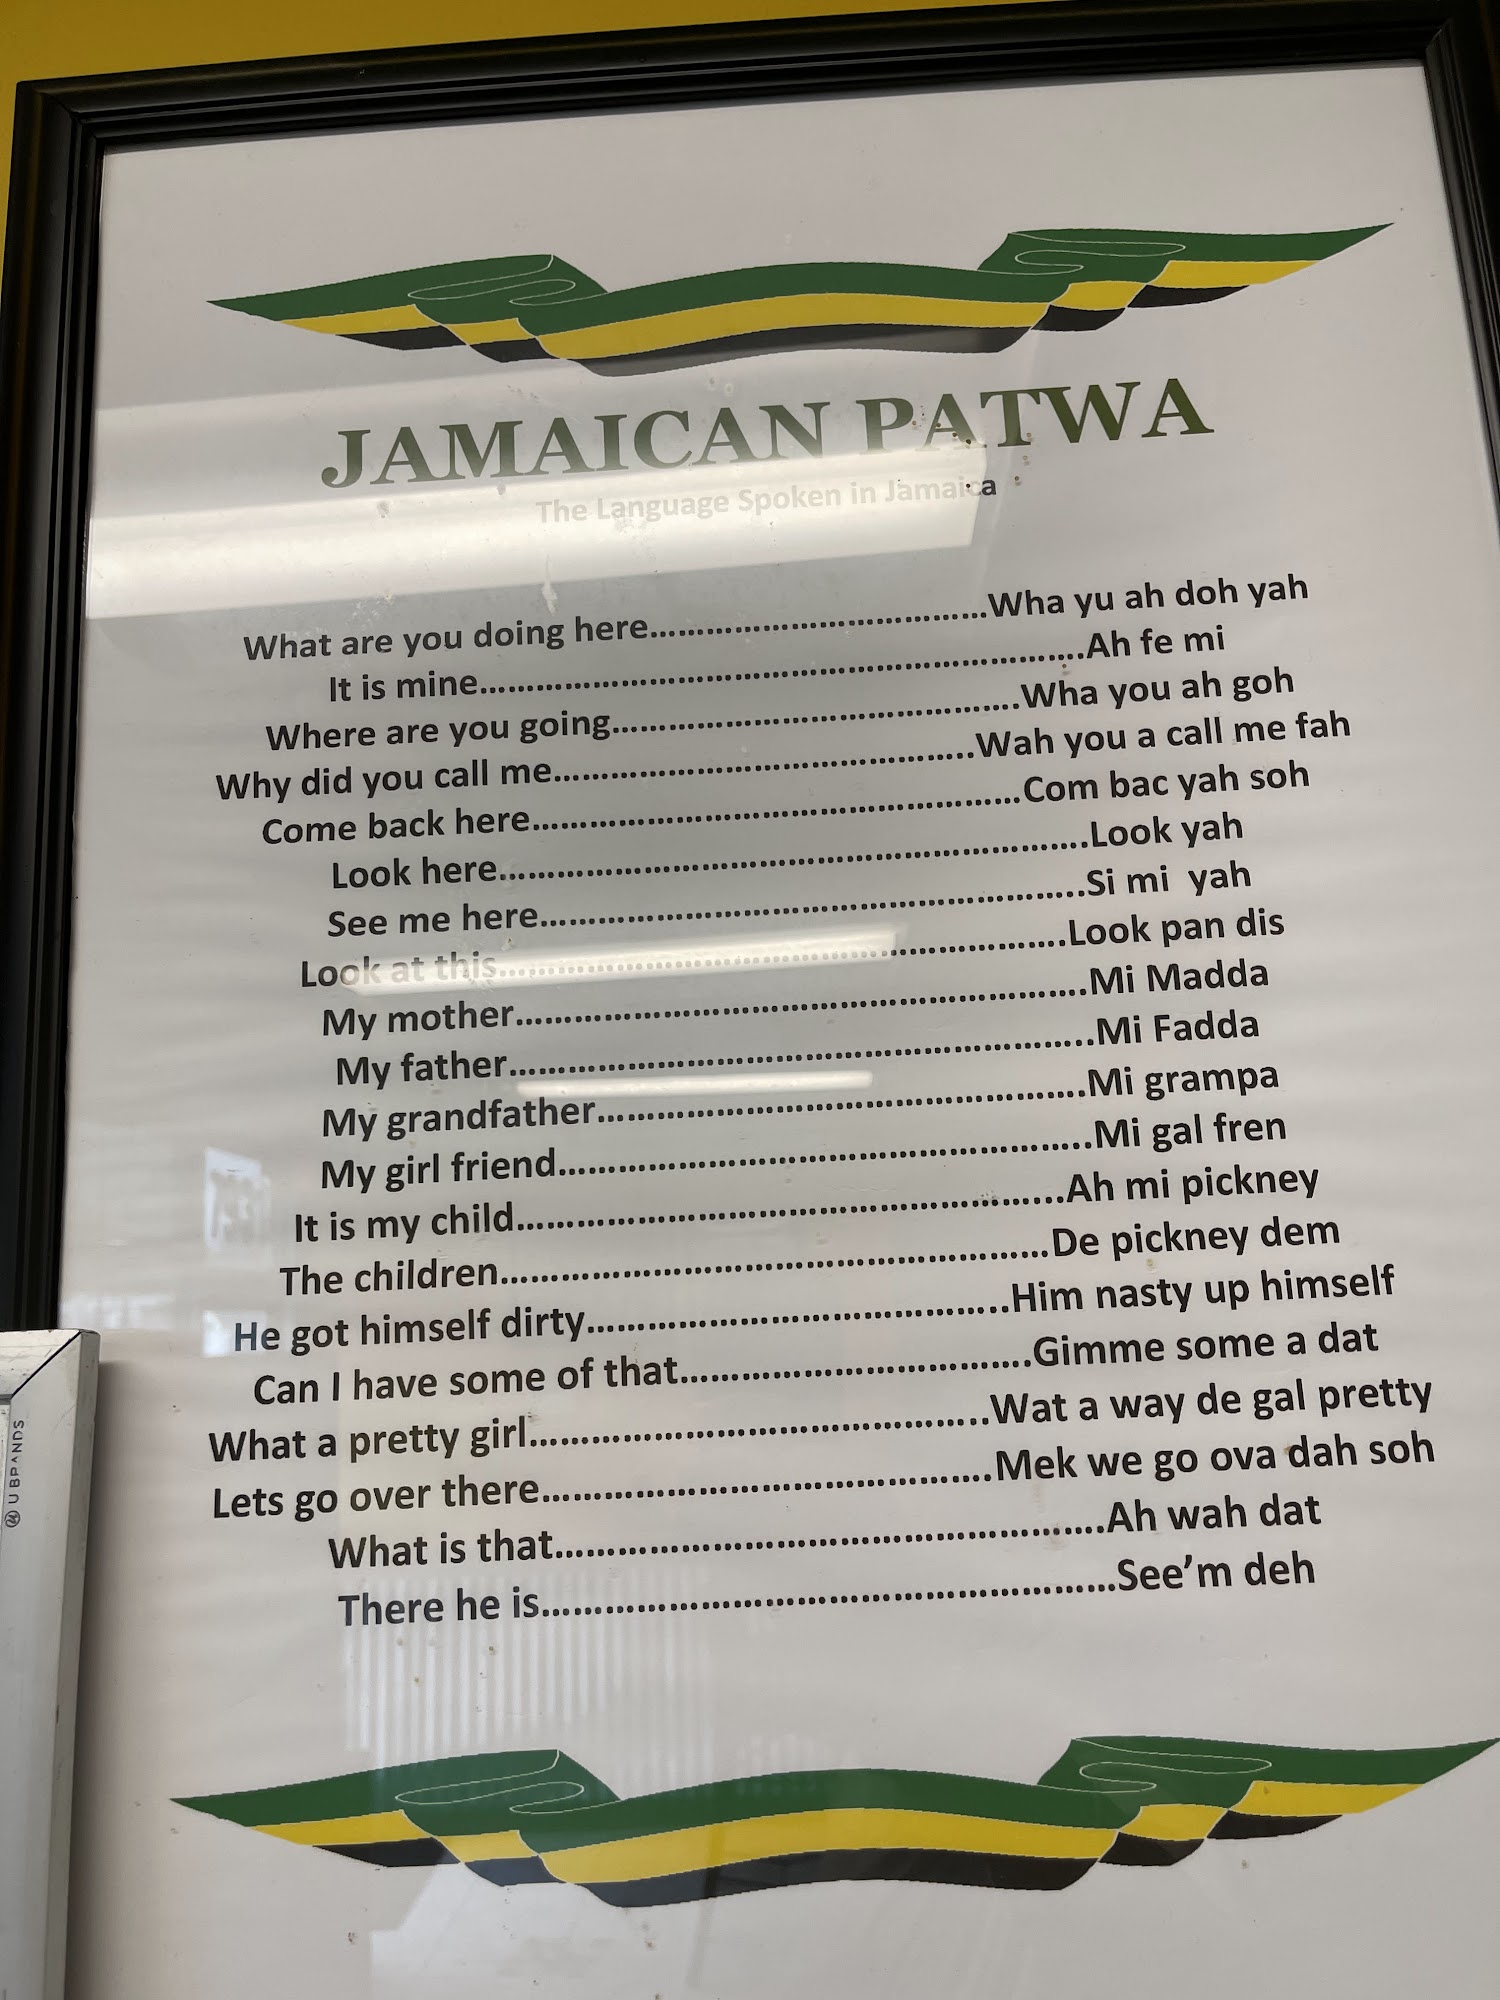 JAMAICAN PATWA
The Language Spoken in Jamaica
What are you doing here........................................Wha yu ah doh yah
It is mine........................................Ah fe mi
Where are you going........................................Wha you ah goh
Why did you call me........................................Wah you a call me fah
Come back here........................................Com bac yah soh
Look here........................................Look yah
See me here........................................Si mi yah
Look at this........................................Look pan dis
My mother........................................Mi Madda
My father........................................Mi Fadda
My grandfather........................................Mi grampa
My girl friend........................................Mi gal fren
It is my child........................................Ah mi pickney
The children........................................De pickney dem
He got himself dirty........................................Him nasty up himself
Can I have some of that........................................Gimme some a dat
What a pretty girl........................................Wat a way de gal pretty
Lets go over there........................................Mek we go ova dah soh
What is that........................................Ah wah dat
There he is........................................See'm deh